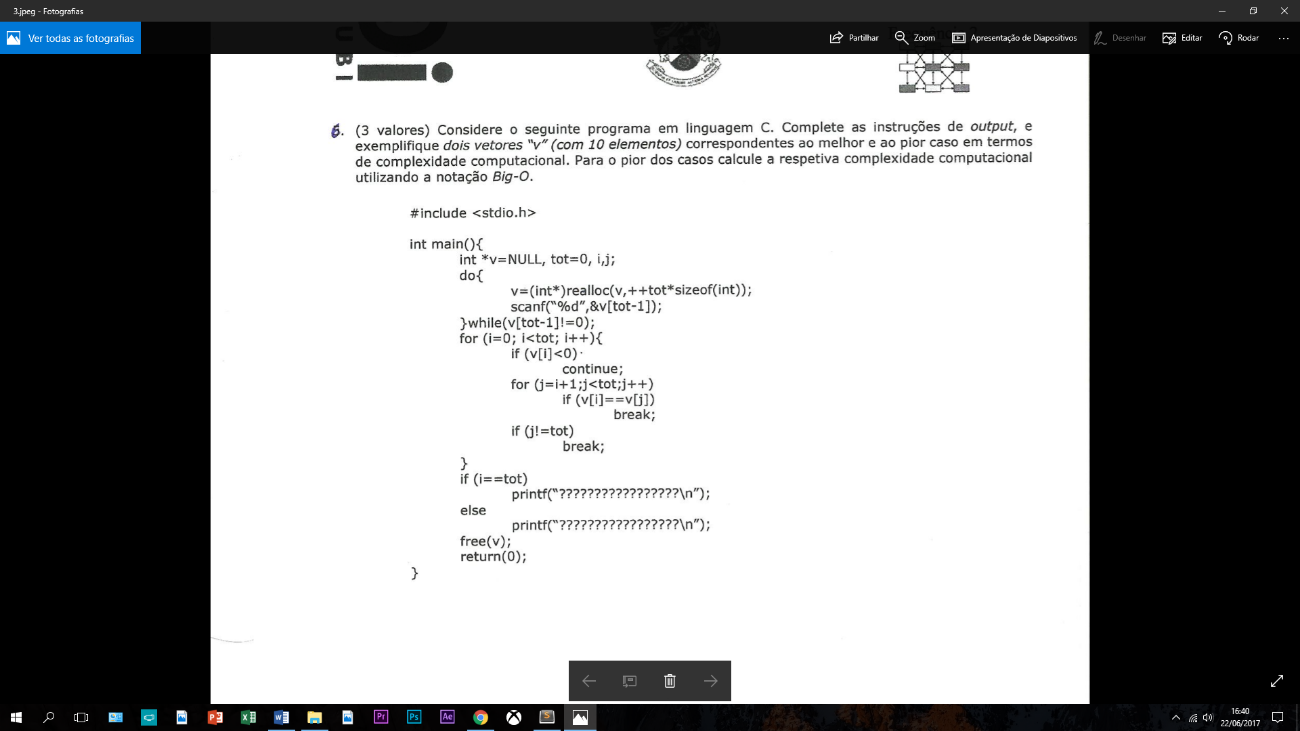 3.jpeg - Fotografias
Ver todas as fotografias
Partilhar
Zoom
Apresentação de Diapositivos
Desenhar
Editar
Rodar
UBI
6. (3 valores) Considere o seguinte programa em linguagem C. Complete as instruções de output, e
exemplifique dois vetores "v" (com 10 elementos) correspondentes ao melhor e ao pior caso em termos
de complexidade computacional. Para o pior dos casos calcule a respetiva complexidade computacional
utilizando a notação Big-O.
#include <stdio.h>
int main(){
int *v=NULL, tot=0, i,j;
do{
v=(int*)realloc(v,++tot*sizeof(int));
scanf("%d",&v[tot-1]);
}while(v[tot-1]!=0);
for (i=0; i<tot; i++){
if (v[i]<0)
continue;
for (j=i+1;j<tot;j++)
if (v[i]==v[j])
break;
if (j!=tot)
break;
}
if (i==tot)
printf("?????????????????\n");
else
printf("?????????????????\n");
free(v);
return(0);
}
16:40
22/06/2017